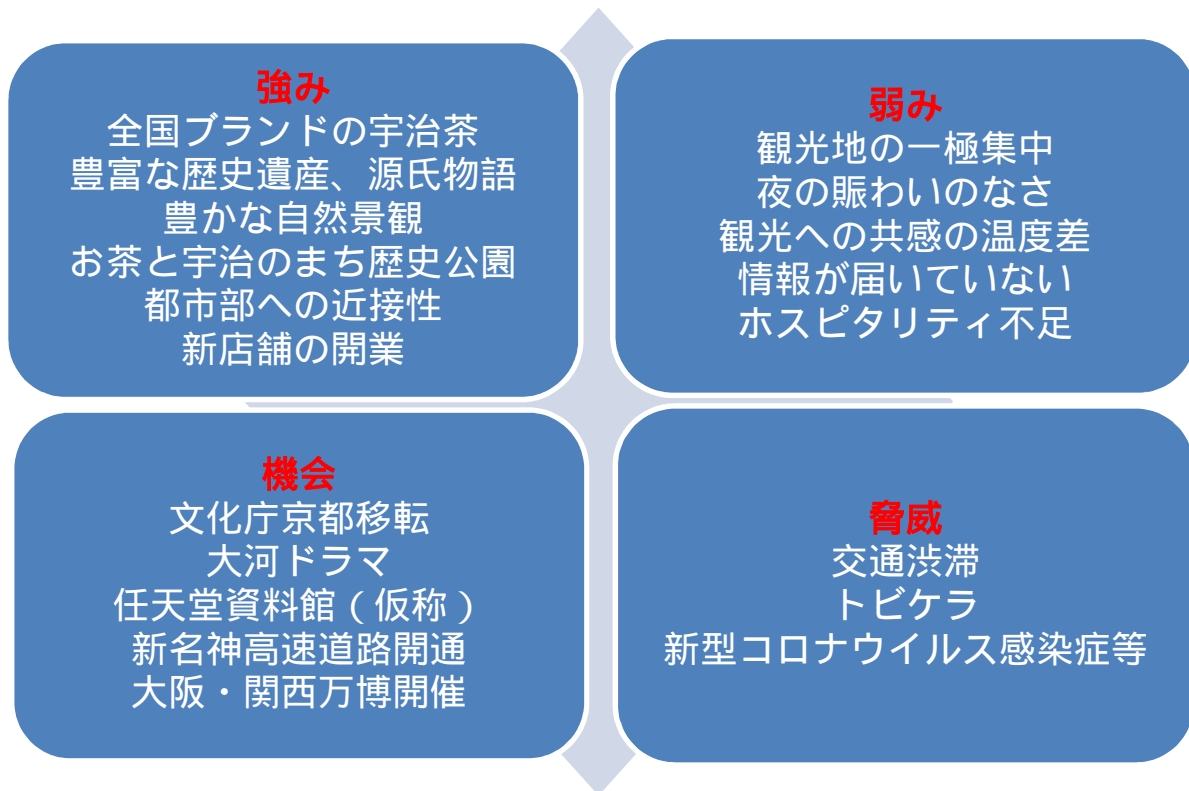 強み
全国ブランドの宇治茶
豊富な歴史遺産、源氏物語
豊かな自然景観
お茶と宇治のまち歴史公園
都市部への近接性
新店舗の開業
弱み
観光地の一極集中
夜の賑わいのなさ
観光への共感の温度差
情報が届いていない
ホスピタリティ不足
機会
文化庁京都移転
大河ドラマ
任天堂資料館（仮称）
新名神高速道路開通
大阪・関西万博開催
脅威
交通渋滞
トビケラ
新型コロナウイルス感染症等